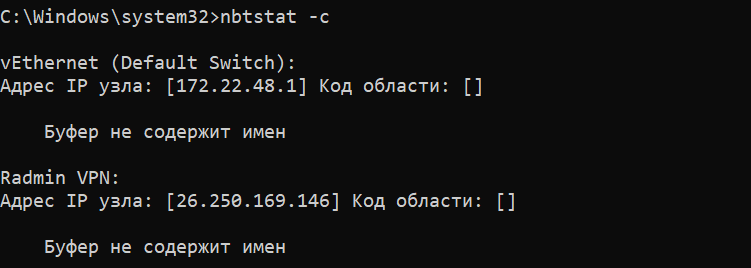 C:\Windows\system32>nbtstat -c
vEthernet (Default Switch):
Адрес IP узла: [172.22.48.1] Код области: []
Буфер не содержит имен
Radmin VPN:
Адрес IP узла: [26.250.169.146] Код области: []
Буфер не содержит имен